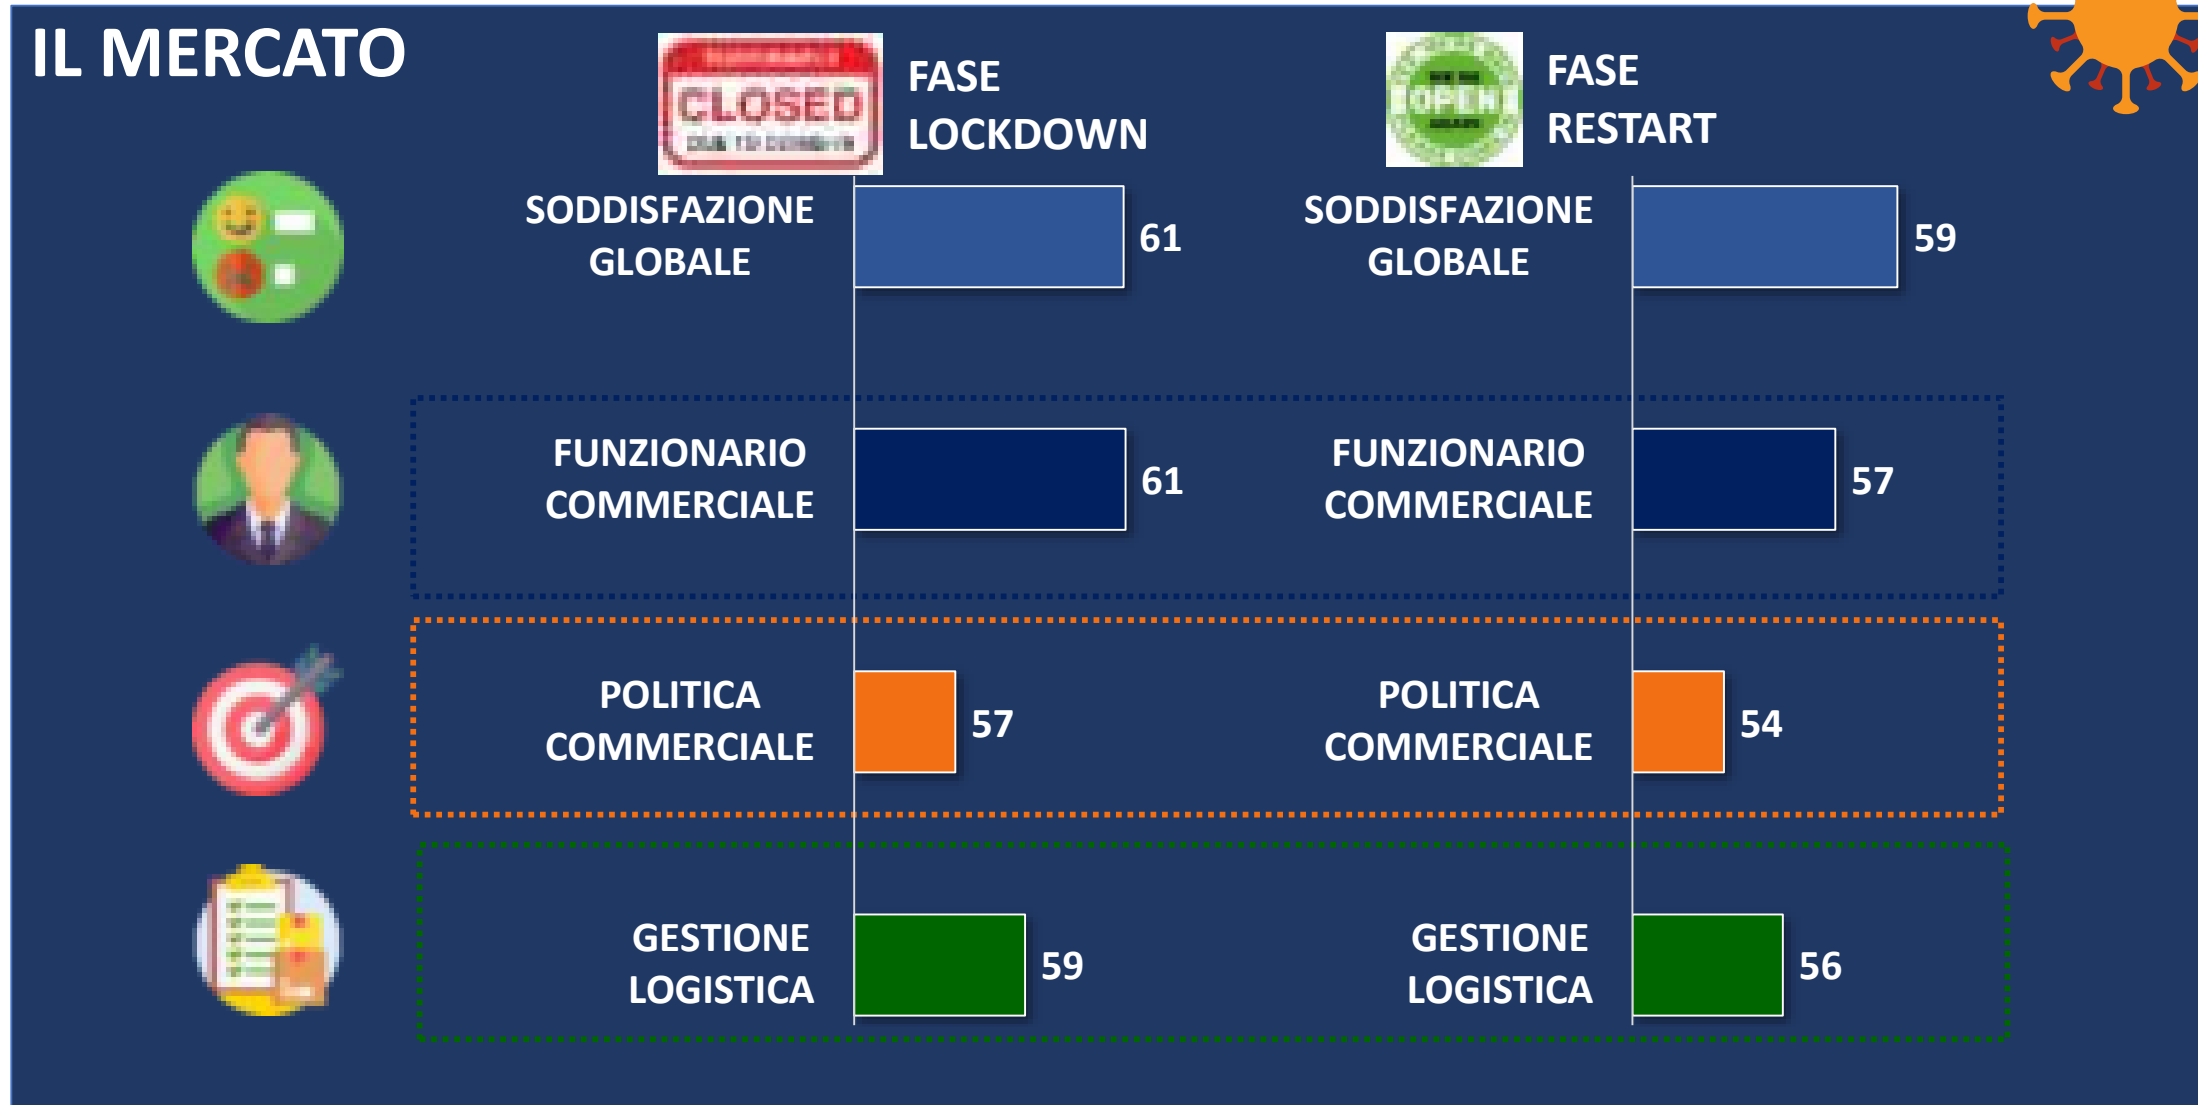 IL MERCATO
CLOSED
FASE
LOCKDOWN
OPEN
FASE
RESTART
SODDISFAZIONE
GLOBALE
61
SODDISFAZIONE
GLOBALE
59
FUNZIONARIO
COMMERCIALE
61
FUNZIONARIO
COMMERCIALE
57
POLITICA
COMMERCIALE
57
POLITICA
COMMERCIALE
54
GESTIONE
LOGISTICA
59
GESTIONE
LOGISTICA
56